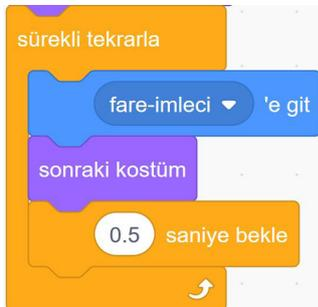 sürekli tekrarla
fare-imleci 'e git
sonraki kostüm
0.5 saniye bekle